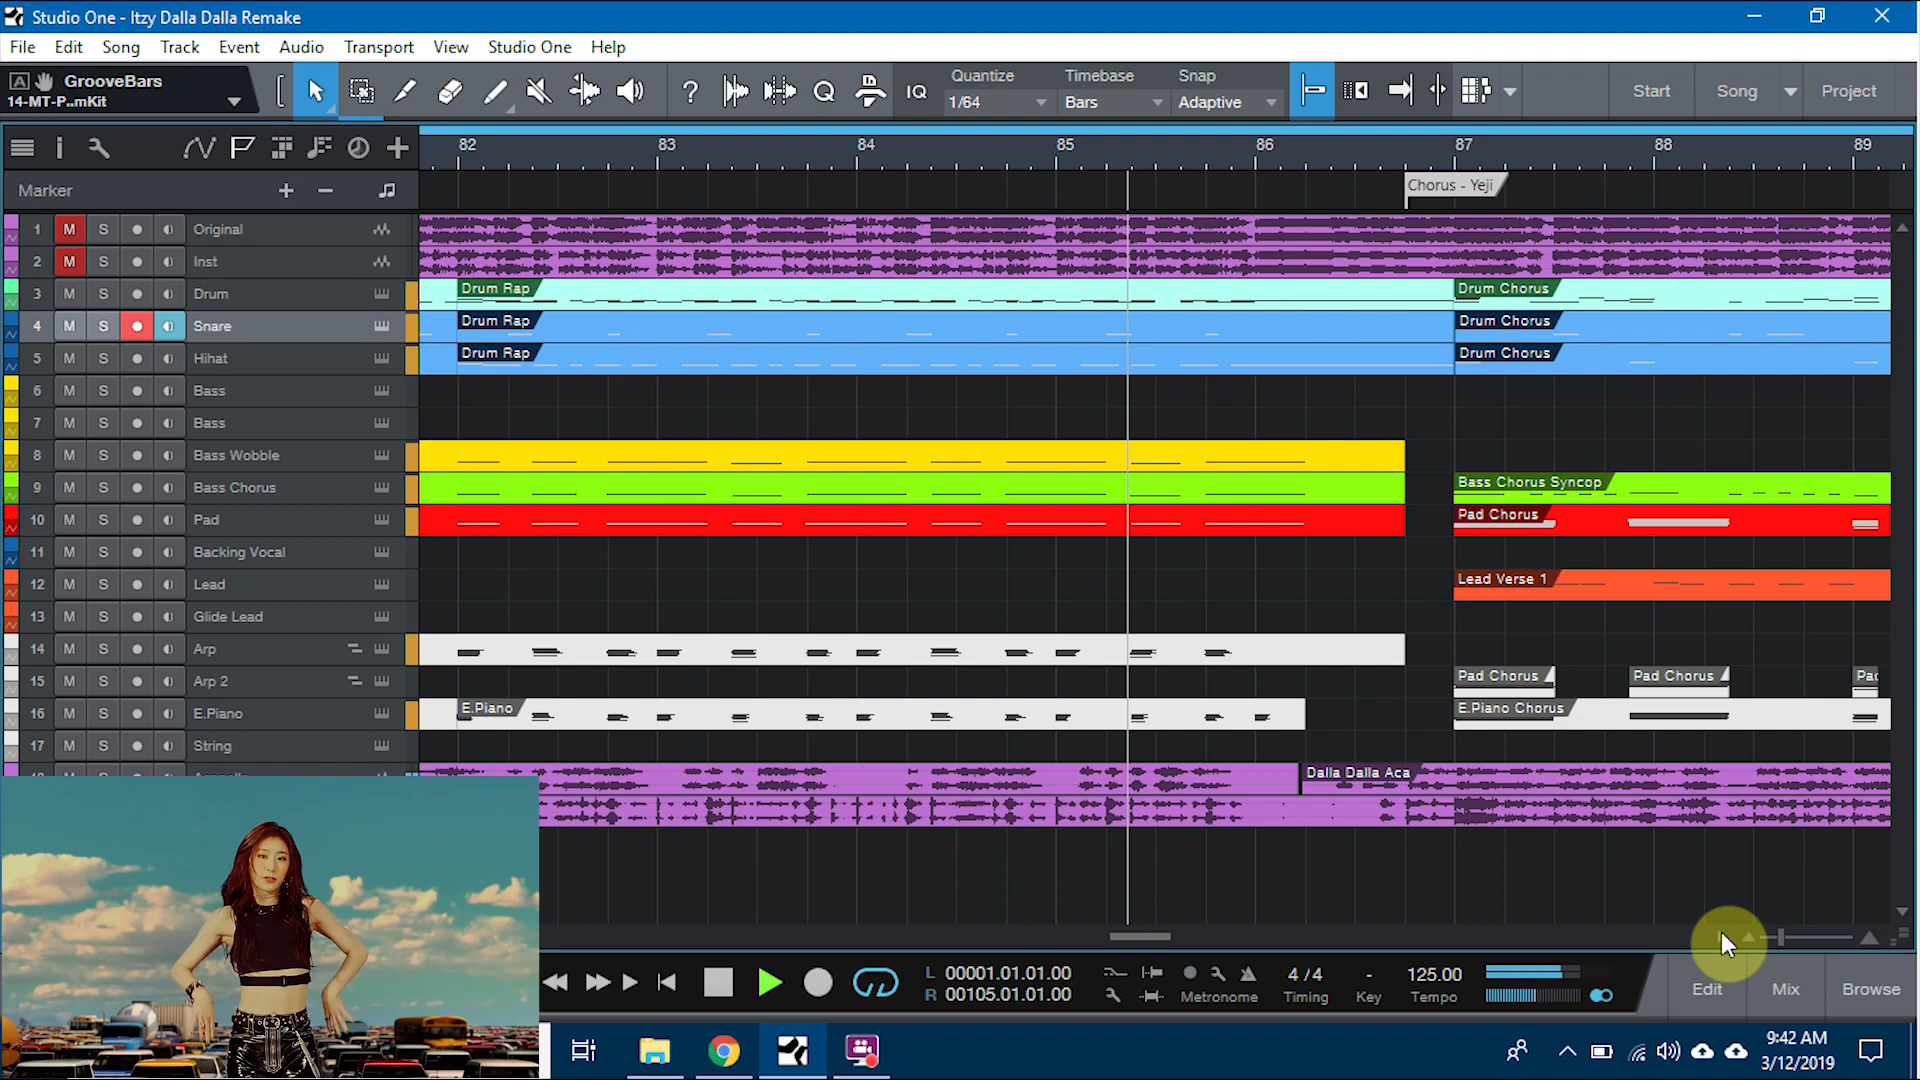 Studio One - Itzy Dalla Dalla Remake
File Edit Song Track Event Audio Transport View Studio One Help
A GrooveBars
14-MT-P..mKit
? Q IQ
Quantize Timebase Snap
1/64 Bars Adaptive
Start Song Project
82 83 84 85 86 87 88 89
Marker
Chorus - Yeji
1 M S Original
2 M S Inst
3 M S Drum Drum Rap Drum Chorus
4 M S Snare Drum Rap Drum Chorus
5 M S Hihat Drum Rap Drum Chorus
6 M S Bass
7 M S Bass
8 M S Bass Wobble
9 M S Bass Chorus Bass Chorus Syncop
10 M S Pad Pad Chorus
11 M S Backing Vocal
12 M S Lead Lead Verse 1
13 M S Glide Lead
14 M S Arp
15 M S Arp 2 Pad Chorus Pad Chorus Pac
16 M S E.Piano E.Piano E.Piano Chorus
17 M S String
Dalla Dalla Aca
L 00001.01.01.00
R 00105.01.01.00
Metronome
4/4
Timing
-
Key
125.00
Tempo
Edit Mix Browse
9:42 AM
3/12/2019